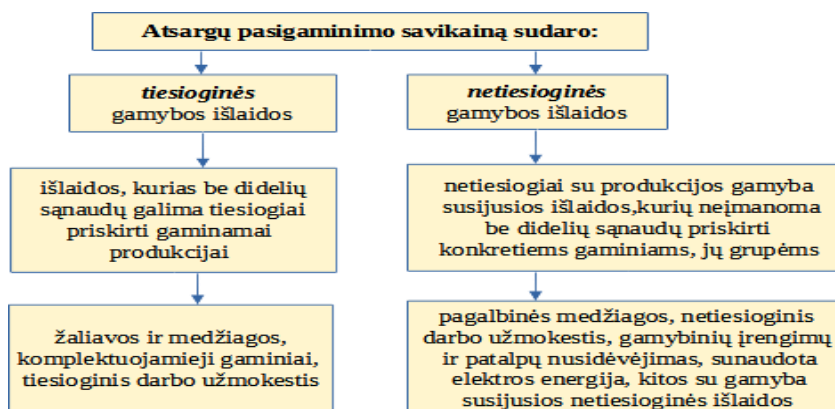 Atsargų pasigaminimo savikainą sudaro:
tiesioginės
gamybos išlaidos
netiesioginės
gamybos išlaidos
išlaidos, kurias be didelių
sąnaudų galima tiesiogiai
priskirti gaminamai
produkcijai
netiesiogiai su produkcijos gamyba
susijusios išlaidos,kurių neįmanoma
be didelių sąnaudų priskirti
konkretiems gaminiams, jų grupėms
žaliavos ir medžiagos,
komplektuojamieji gaminiai,
tiesioginis darbo užmokestis
pagalbinės medžiagos, netiesioginis
darbo užmokestis, gamybinių įrengimų
ir patalpų nusidėvėjimas, sunaudota
elektros energija, kitos su gamyba
susijusios netiesioginės išlaidos